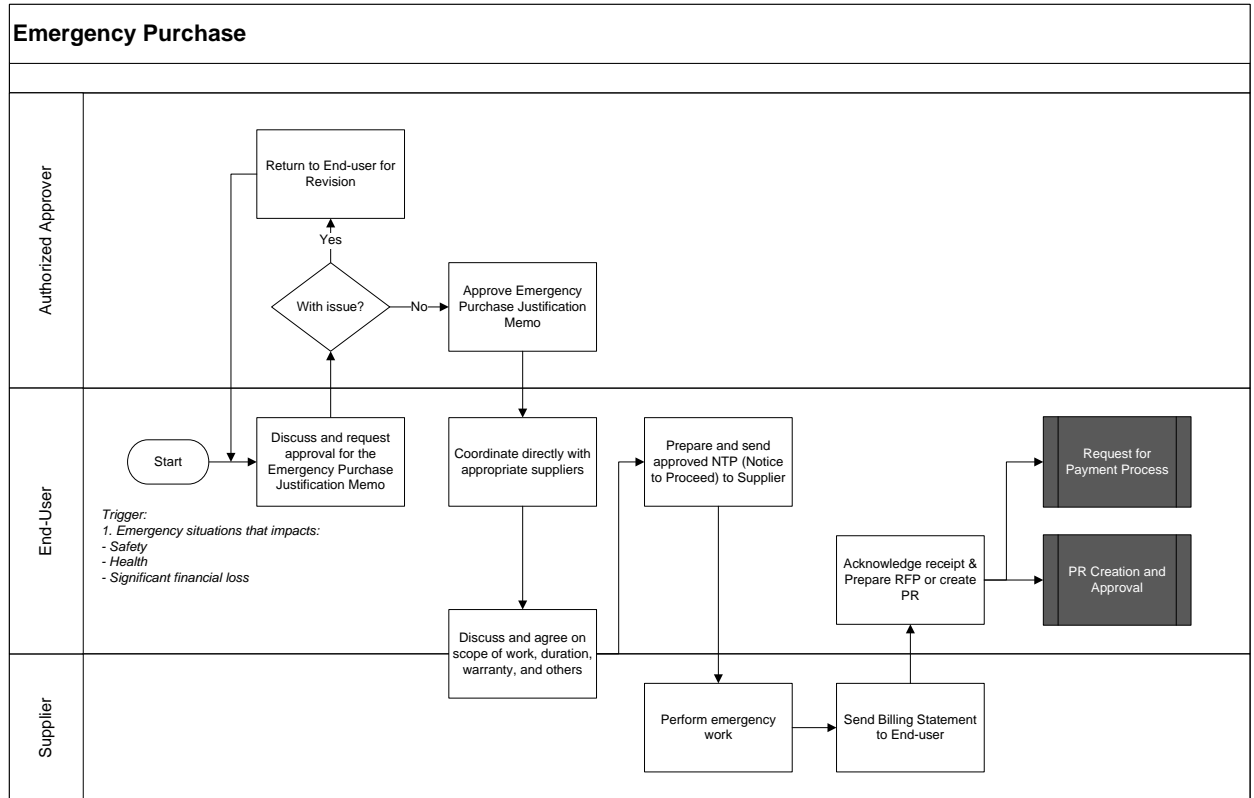 Emergency Purchase
Authorized Approver
Return to End-user for
Revision
Yes
With issue?
No
Approve Emergency
Purchase Justification
Memo
End-User
Start
Discuss and request
approval for the
Emergency Purchase
Justification Memo
Trigger:
1. Emergency situations that impacts:
- Safety
- Health
- Significant financial loss
Coordinate directly with
appropriate suppliers
Discuss and agree on
scope of work, duration,
warranty, and others
Prepare and send
approved NTP (Notice
to Proceed) to Supplier
Acknowledge receipt &
Prepare RFP or create
PR
Request for
Payment Process
PR Creation and
Approval
Supplier
Perform emergency
work
Send Billing Statement
to End-user